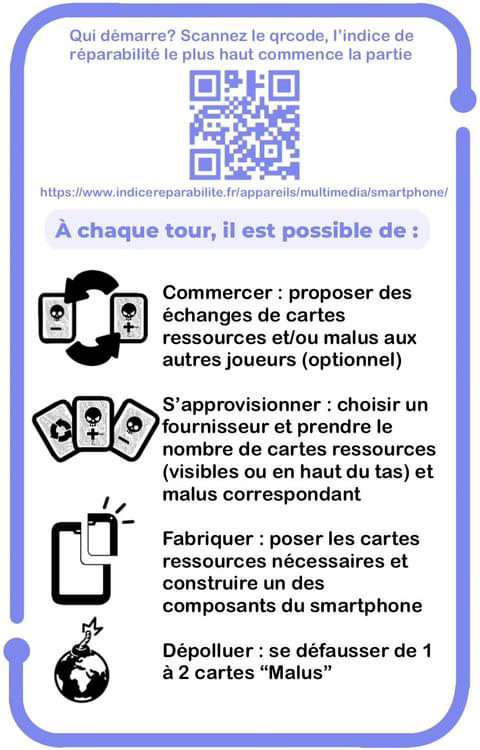 Qui démarre? Scannez le qrcode, l’indice de
réparabilité le plus haut commence la partie
https://www.indicereparabilite.fr/appareils/multimedia/smartphone/
À chaque tour, il est possible de :
Commercer : proposer des
échanges de cartes
ressources et/ou malus aux
autres joueurs (optionnel)
S’approvisionner : choisir un
fournisseur et prendre le
nombre de cartes ressources
(visibles ou en haut du tas) et
malus correspondant
Fabriquer : poser les cartes
ressources nécessaires et
construire un des
composants du smartphone
Dépolluer : se défausser de 1
à 2 cartes “Malus”